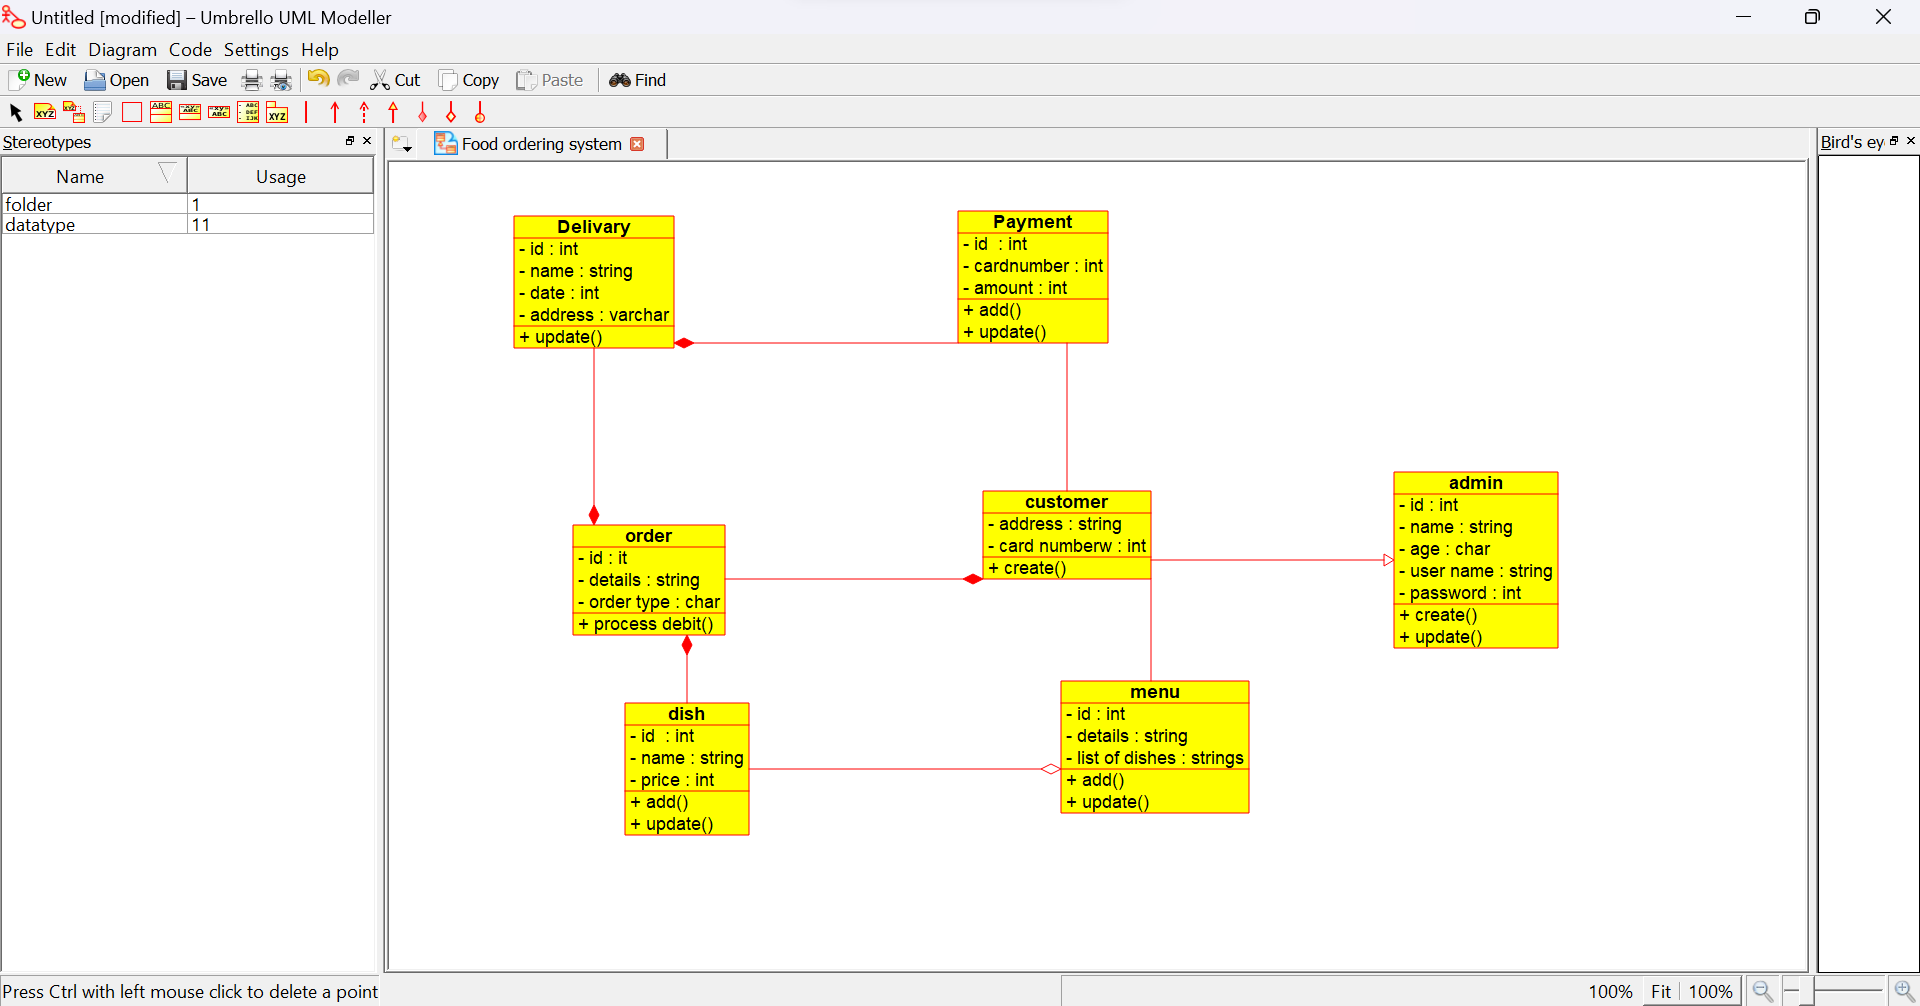 Untitled [modified] – Umbrello UML Modeller
File Edit Diagram Code Settings Help
New Open Save Cut Copy Paste Find
Stereotypes
Name Usage
folder 1
datatype 11
Food ordering system
Bird's ey
Delivary
- id : int
- name : string
- date : int
- address : varchar
+ update()
Payment
- id : int
- cardnumber : int
- amount : int
+ add()
+ update()
customer
- address : string
- card numberw : int
+ create()
admin
- id : int
- name : string
- age : char
- user name : string
- password : int
+ create()
+ update()
order
- id : it
- details : string
- order type : char
+ process debit()
dish
- id : int
- name : string
- price : int
+ add()
+ update()
menu
- id : int
- details : string
- list of dishes : strings
+ add()
+ update()
Press Ctrl with left mouse click to delete a point
100% Fit 100%